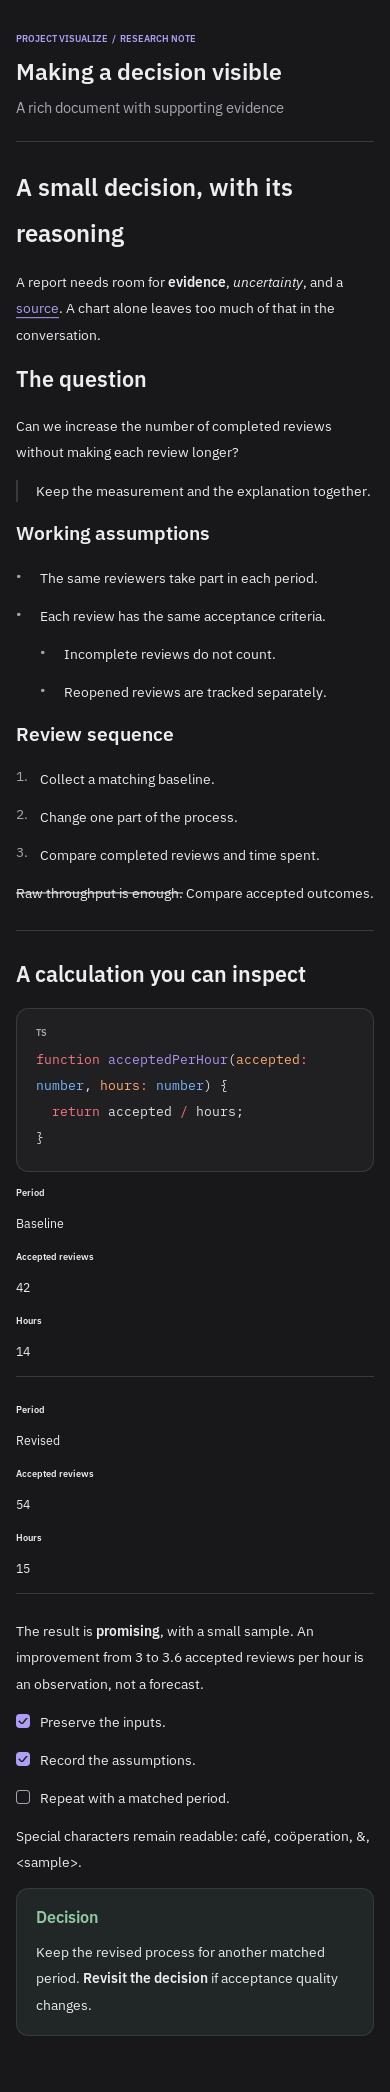 PROJECT VISUALIZE / RESEARCH NOTE
Making a decision visible
A rich document with supporting evidence
A small decision, with its
reasoning
A report needs room for evidence, uncertainty, and a
source. A chart alone leaves too much of that in the
conversation.
The question
Can we increase the number of completed reviews
without making each review longer?
Keep the measurement and the explanation together.
Working assumptions
• The same reviewers take part in each period.
• Each review has the same acceptance criteria.
• Incomplete reviews do not count.
• Reopened reviews are tracked separately.
Review sequence
1. Collect a matching baseline.
2. Change one part of the process.
3. Compare completed reviews and time spent.
Raw throughput is enough. Compare accepted outcomes.
A calculation you can inspect
TS
function acceptedPerHour(accepted:
number, hours: number) {
return accepted / hours;
}
Period
Baseline
Accepted reviews
42
Hours
14
Period
Revised
Accepted reviews
54
Hours
15
The result is promising, with a small sample. An
improvement from 3 to 3.6 accepted reviews per hour is
an observation, not a forecast.
Preserve the inputs.
Record the assumptions.
Repeat with a matched period.
Special characters remain readable: café, coöperation, &,
<sample>.
Decision
Keep the revised process for another matched
period. Revisit the decision if acceptance quality
changes.